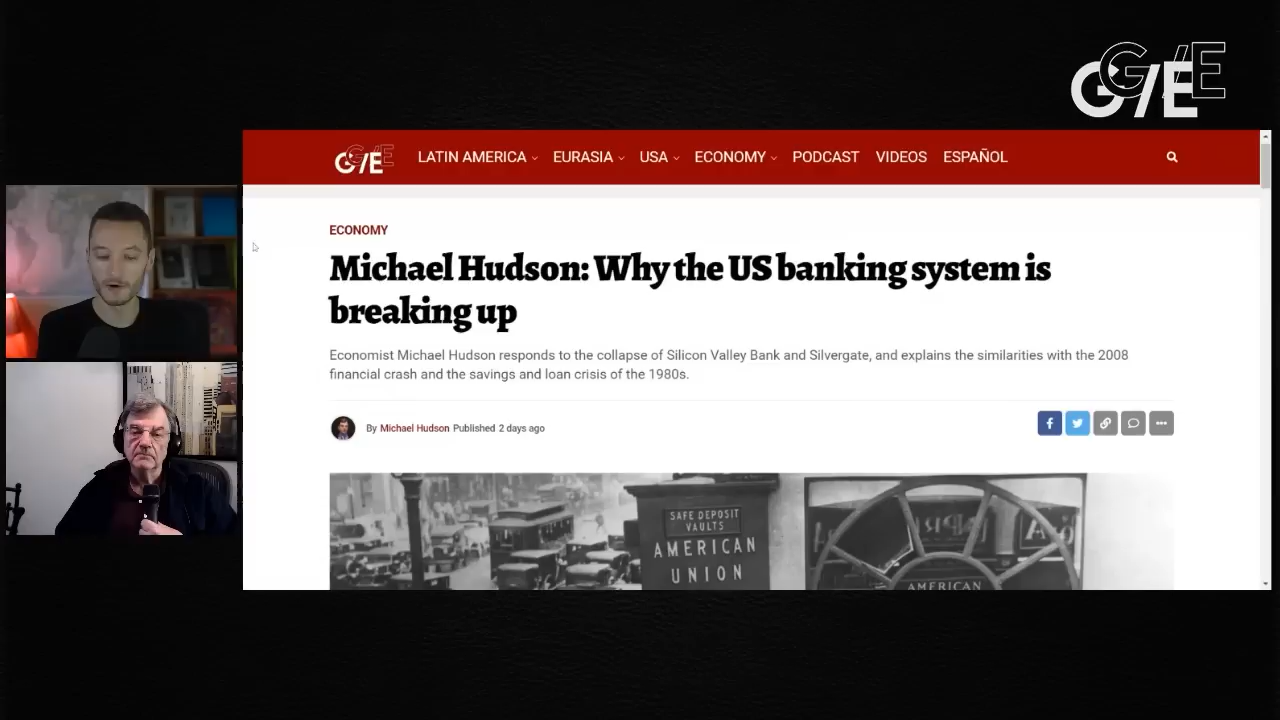 G/E
G/E
LATIN AMERICA EURASIA USA ECONOMY PODCAST VIDEOS ESPAÑOL
ECONOMY
Michael Hudson: Why the US banking system is
breaking up
Economist Michael Hudson responds to the collapse of Silicon Valley Bank and Silvergate, and explains the similarities with the 2008
financial crash and the savings and loan crisis of the 1980s.
By Michael Hudson Published 2 days ago
SAFE DEPOSIT
VAULTS
AMERICAN
UNION
AMERICAN